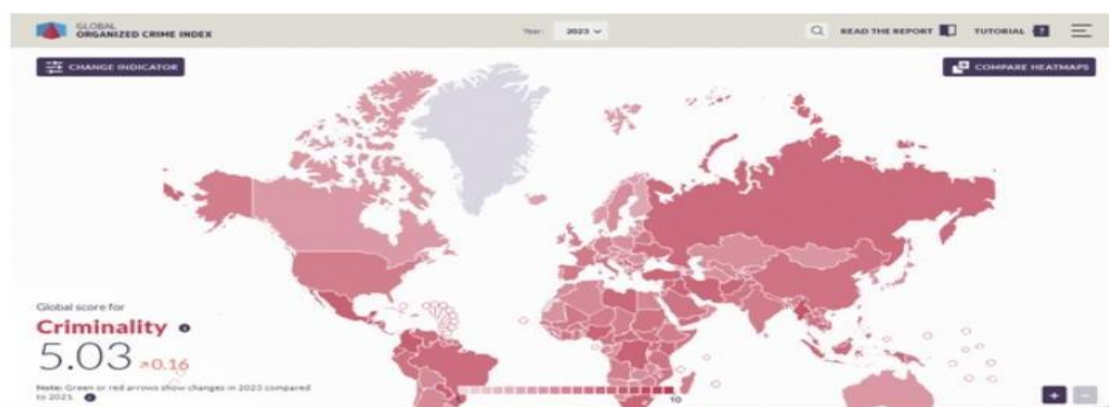 GLOBAL
ORGANIZED CRIME INDEX
Year: 2023
READ THE REPORT
TUTORIAL ?
CHANGE INDICATOR
COMPARE HEATMAPS
Global score for
Criminality
5.03 0.16
Note: Green or red arrows show changes in 2023 compared
to 2021.
10
+
-